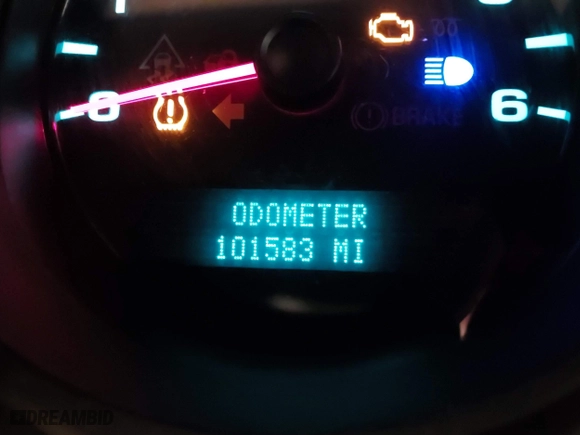 0
6
BRAKE
ODOMETER
101583 MI
DREAMBID